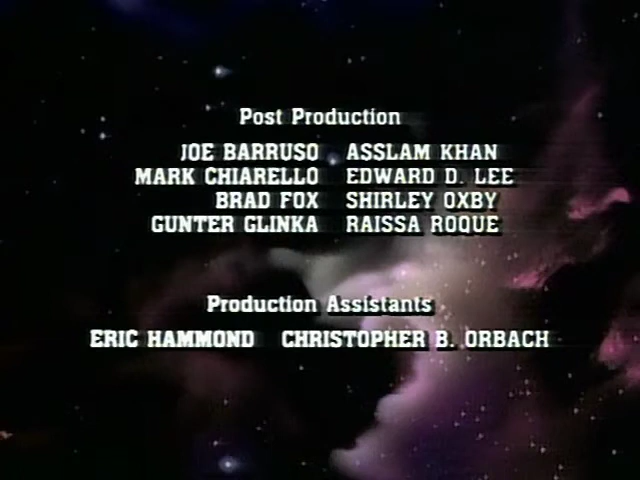 Post Production
JOE BARRUSO ASSLAM KHAN
MARK CHIARELLO EDWARD D. LEE
BRAD FOX SHIRLEY OXBY
GUNTER GLINKA RAISSA ROQUE
Production Assistants
ERIC HAMMOND CHRISTOPHER B. ORBACH